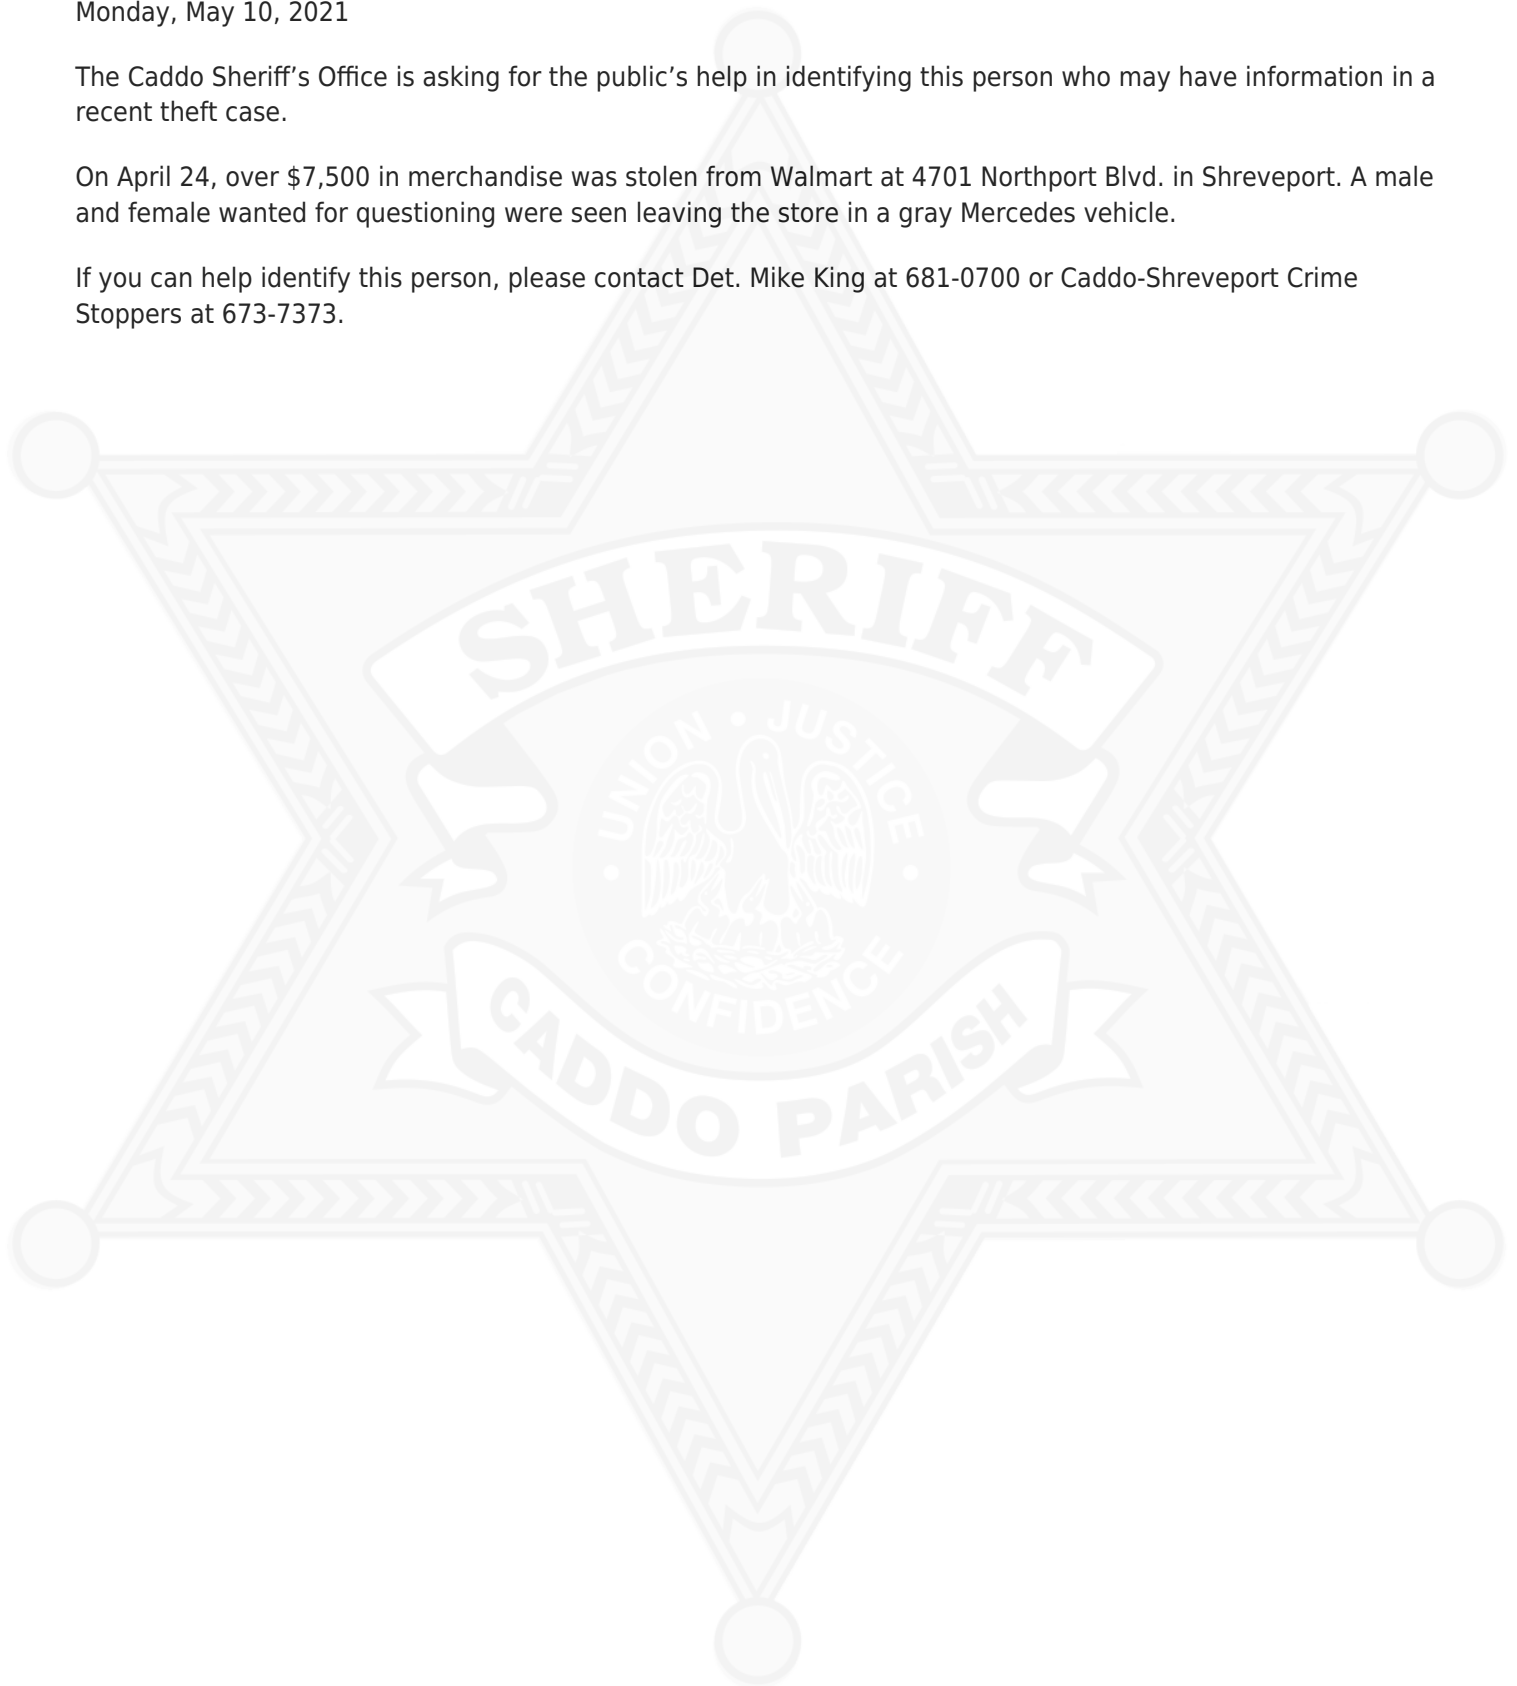 Monday, May 10, 2021
The Caddo Sheriff’s Office is asking for the public’s help in identifying this person who may have information in a
recent theft case.
On April 24, over $7,500 in merchandise was stolen from Walmart at 4701 Northport Blvd. in Shreveport. A male
and female wanted for questioning were seen leaving the store in a gray Mercedes vehicle.
If you can help identify this person, please contact Det. Mike King at 681-0700 or Caddo-Shreveport Crime
Stoppers at 673-7373.
SHERIFF
UNION • JUSTICE
• CONFIDENCE •
CADDO PARISH